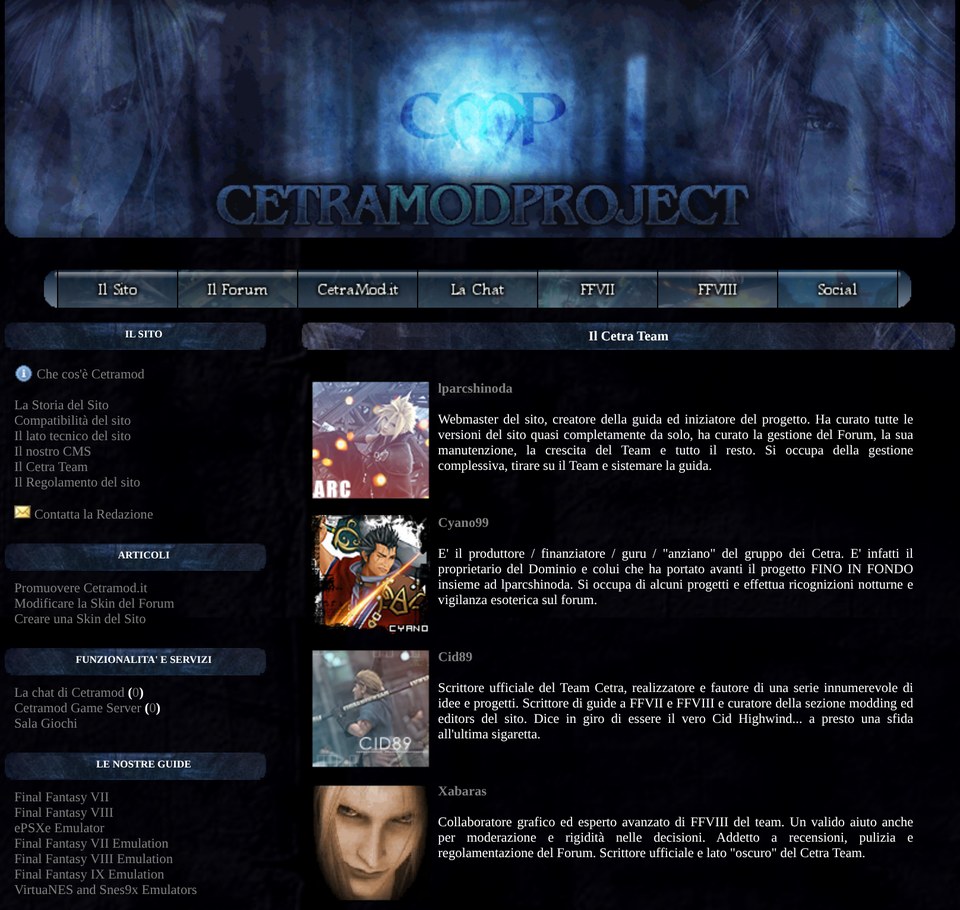 CMP
CETRAMODPROJECT
Il Sito
Il Forum
CetraMod.it
La Chat
FFVII
FFVIII
Social
IL SITO
Che cos'è Cetramod
La Storia del Sito
Compatibilità del sito
Il lato tecnico del sito
Il nostro CMS
Il Cetra Team
Il Regolamento del sito
Contatta la Redazione
ARTICOLI
Promuovere Cetramod.it
Modificare la Skin del Forum
Creare una Skin del Sito
FUNZIONALITA' E SERVIZI
La chat di Cetramod (0)
Cetramod Game Server (0)
Sala Giochi
LE NOSTRE GUIDE
Final Fantasy VII
Final Fantasy VIII
ePSXe Emulator
Final Fantasy VII Emulation
Final Fantasy VIII Emulation
Final Fantasy IX Emulation
VirtuaNES and Snes9x Emulators
Il Cetra Team
ARC
lparcshinoda
Webmaster del sito, creatore della guida ed iniziatore del progetto. Ha curato tutte le
versioni del sito quasi completamente da solo, ha curato la gestione del Forum, la sua
manutenzione, la crescita del Team e tutto il resto. Si occupa della gestione
complessiva, tirare su il Team e sistemare la guida.
CYANO
Cyano99
E' il produttore / finanziatore / guru / "anziano" del gruppo dei Cetra. E' infatti il
proprietario del Dominio e colui che ha portato avanti il progetto FINO IN FONDO
insieme ad lparcshinoda. Si occupa di alcuni progetti e effettua ricognizioni notturne e
vigilanza esoterica sul forum.
CID89
Cid89
Scrittore ufficiale del Team Cetra, realizzatore e fautore di una serie innumerevole di
idee e progetti. Scrittore di guide a FFVII e FFVIII e curatore della sezione modding ed
editors del sito. Dice in giro di essere il vero Cid Highwind... a presto una sfida
all'ultima sigaretta.
Xabaras
Collaboratore grafico ed esperto avanzato di FFVIII del team. Un valido aiuto anche
per moderazione e rigidità nelle decisioni. Addetto a recensioni, pulizia e
regolamentazione del Forum. Scrittore ufficiale e lato "oscuro" del Cetra Team.